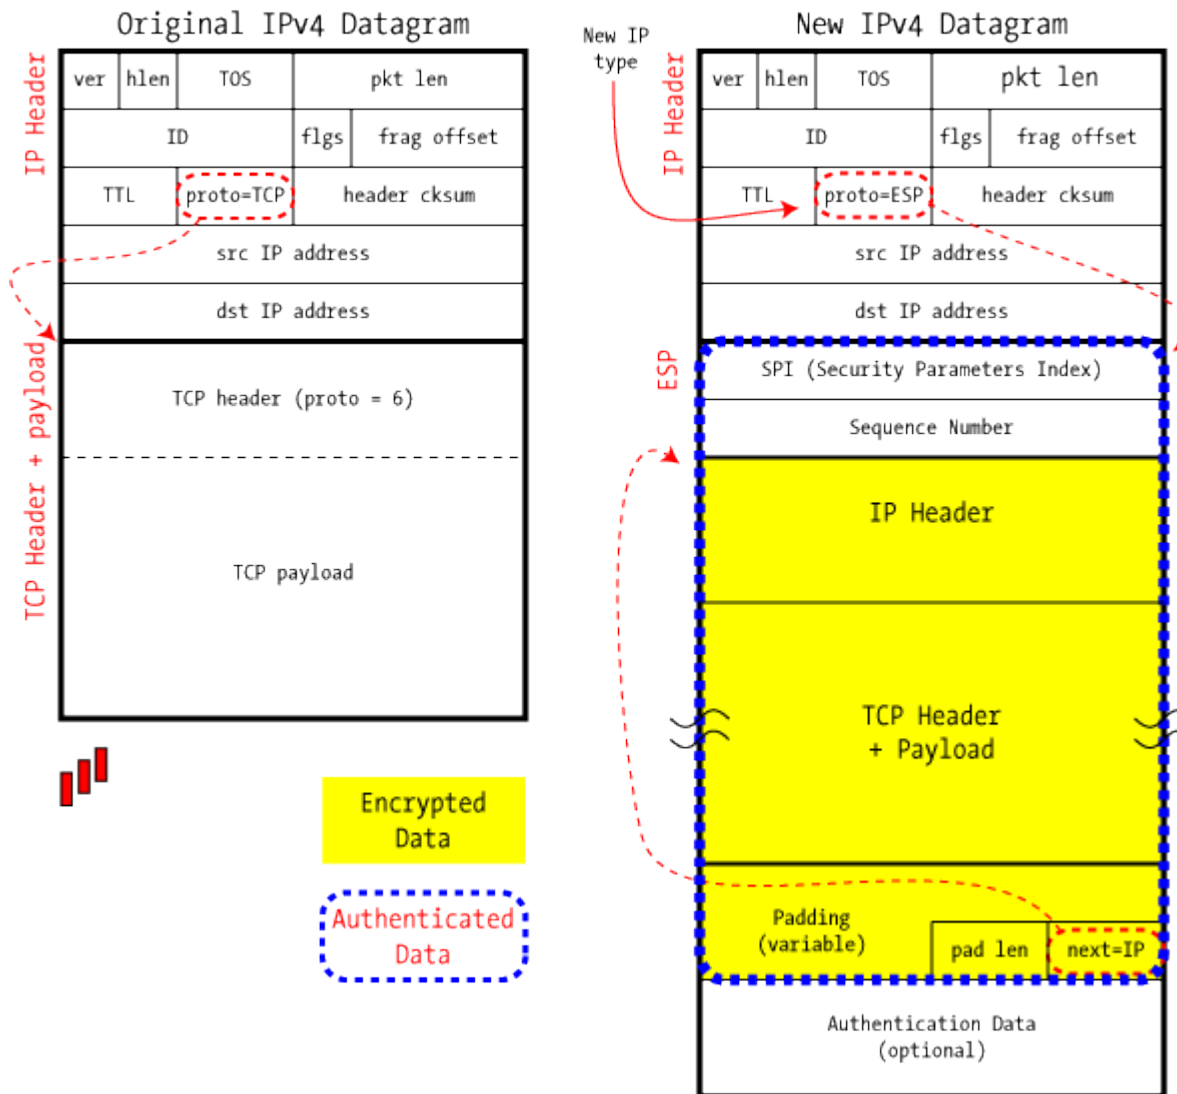 Original IPv4 Datagram
IP Header
ver hlen TOS pkt len
ID flgs frag offset
TTL proto=TCP header cksum
src IP address
dst IP address
TCP Header + payload
TCP header (proto = 6)
TCP payload
Encrypted
Data
Authenticated
Data
New IPv4 Datagram
New IP
type
IP Header
ver hlen TOS pkt len
ID flgs frag offset
TTL proto=ESP header cksum
src IP address
dst IP address
ESP
SPI (Security Parameters Index)
Sequence Number
IP Header
TCP Header
+ Payload
Padding
(variable)
pad len next=IP
Authentication Data
(optional)